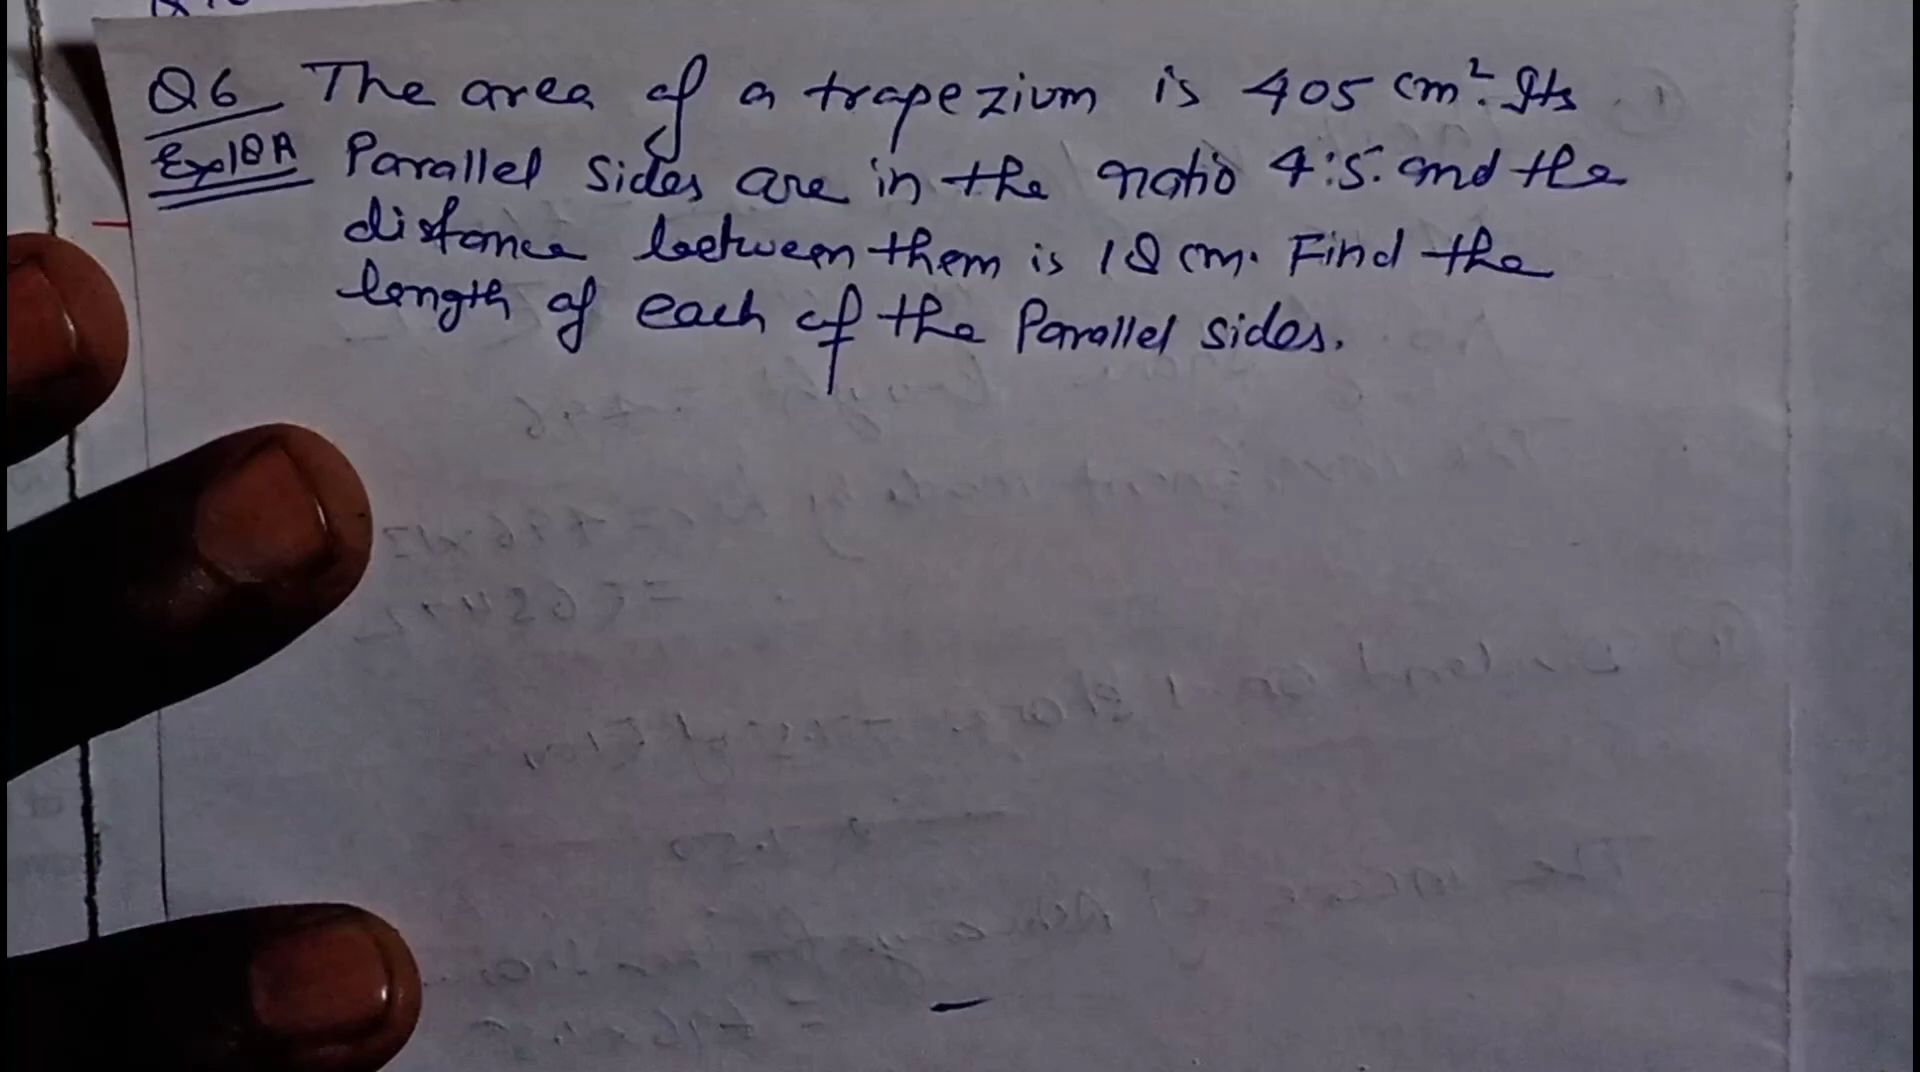 Q6 The area of a trapezium is 405 cm². Its
Ex18A Parallel sides are in the ratio 4:5. and the
distance between them is 18 cm. Find the
length of each of the Parallel sides.